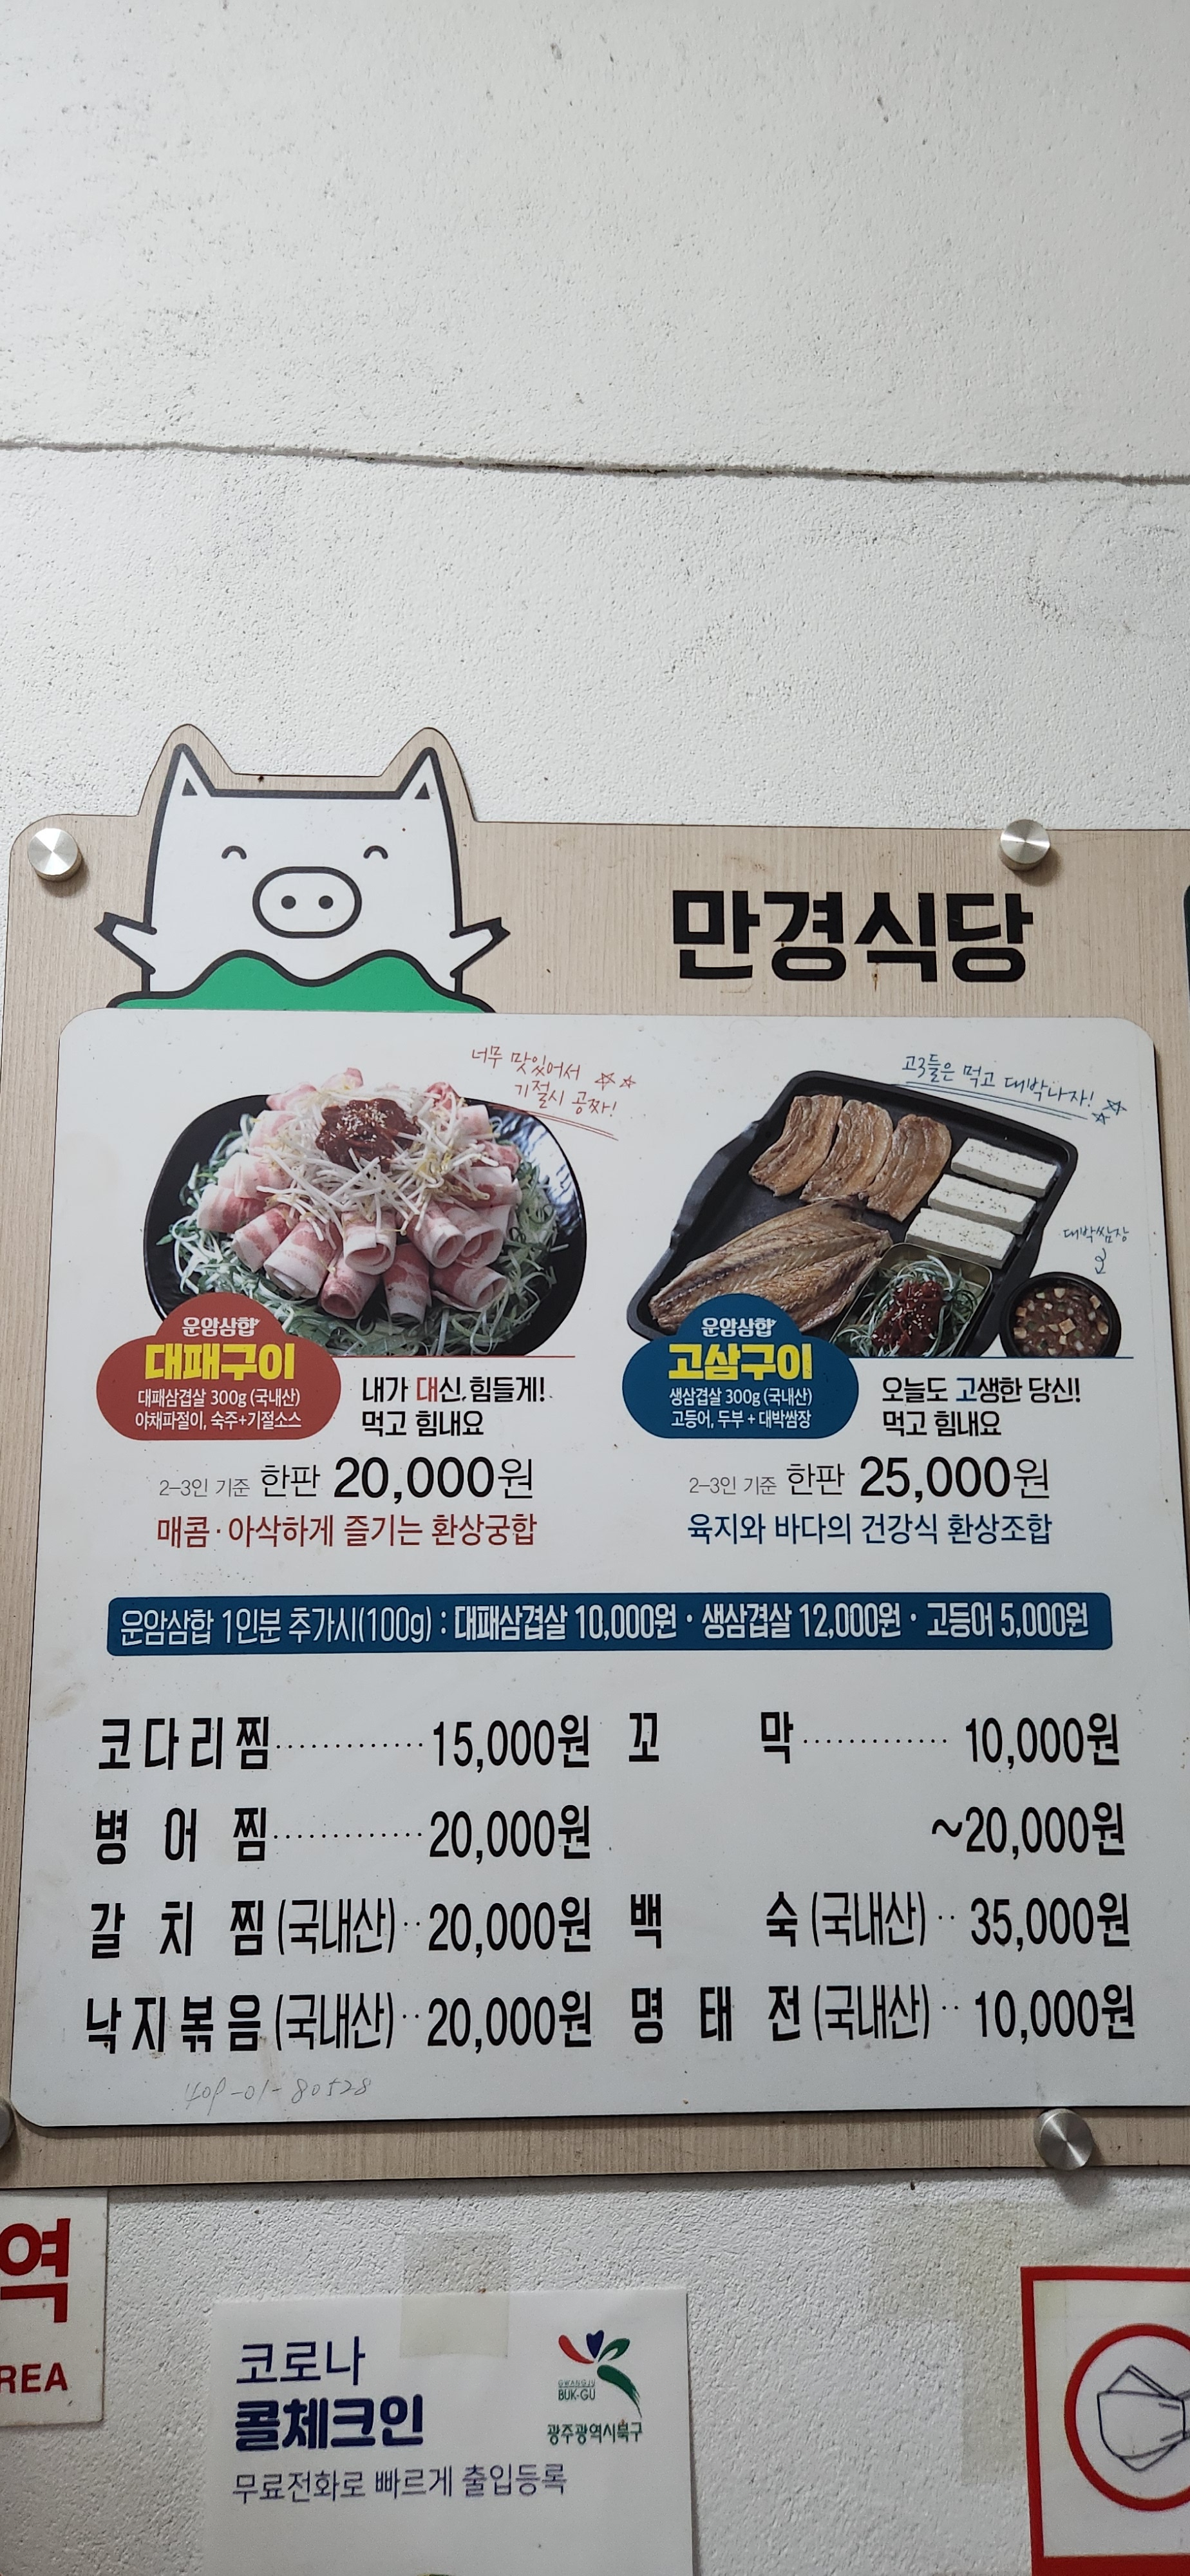 만경식당
너무 맛있어서
기절시 공짜!
고3들은 먹고 대박나자!
대박쌈장
운암삼합
대패구이
대패삼겹살 300g (국내산)
야채파절이, 숙주+기절소스
내가 대신, 힘들게!
먹고 힘내요
2-3인 기준 한판 20,000원
매콤·아삭하게 즐기는 환상궁합
운암삼합
고삼구이
생삼겹살 300g (국내산)
고등어, 두부 + 대박쌈장
오늘도 고생한 당신!
먹고 힘내요
2-3인 기준 한판 25,000원
육지와 바다의 건강식 환상조합
운암삼합 1인분 추가시(100g) : 대패삼겹살 10,000원 · 생삼겹살 12,000원 · 고등어 5,000원
코다리찜 ············ 15,000원 꼬 막 ············ 10,000원
병 어 찜 ············ 20,000원 ~20,000원
갈 치 찜 (국내산) ·· 20,000원 백 숙 (국내산) ·· 35,000원
낙지볶음 (국내산) ·· 20,000원 명 태 전 (국내산) ·· 10,000원
409-01-80528
역
REA
코로나
콜체크인
무료전화로 빠르게 출입등록
GWANGJU
BUK-GU
광주광역시북구